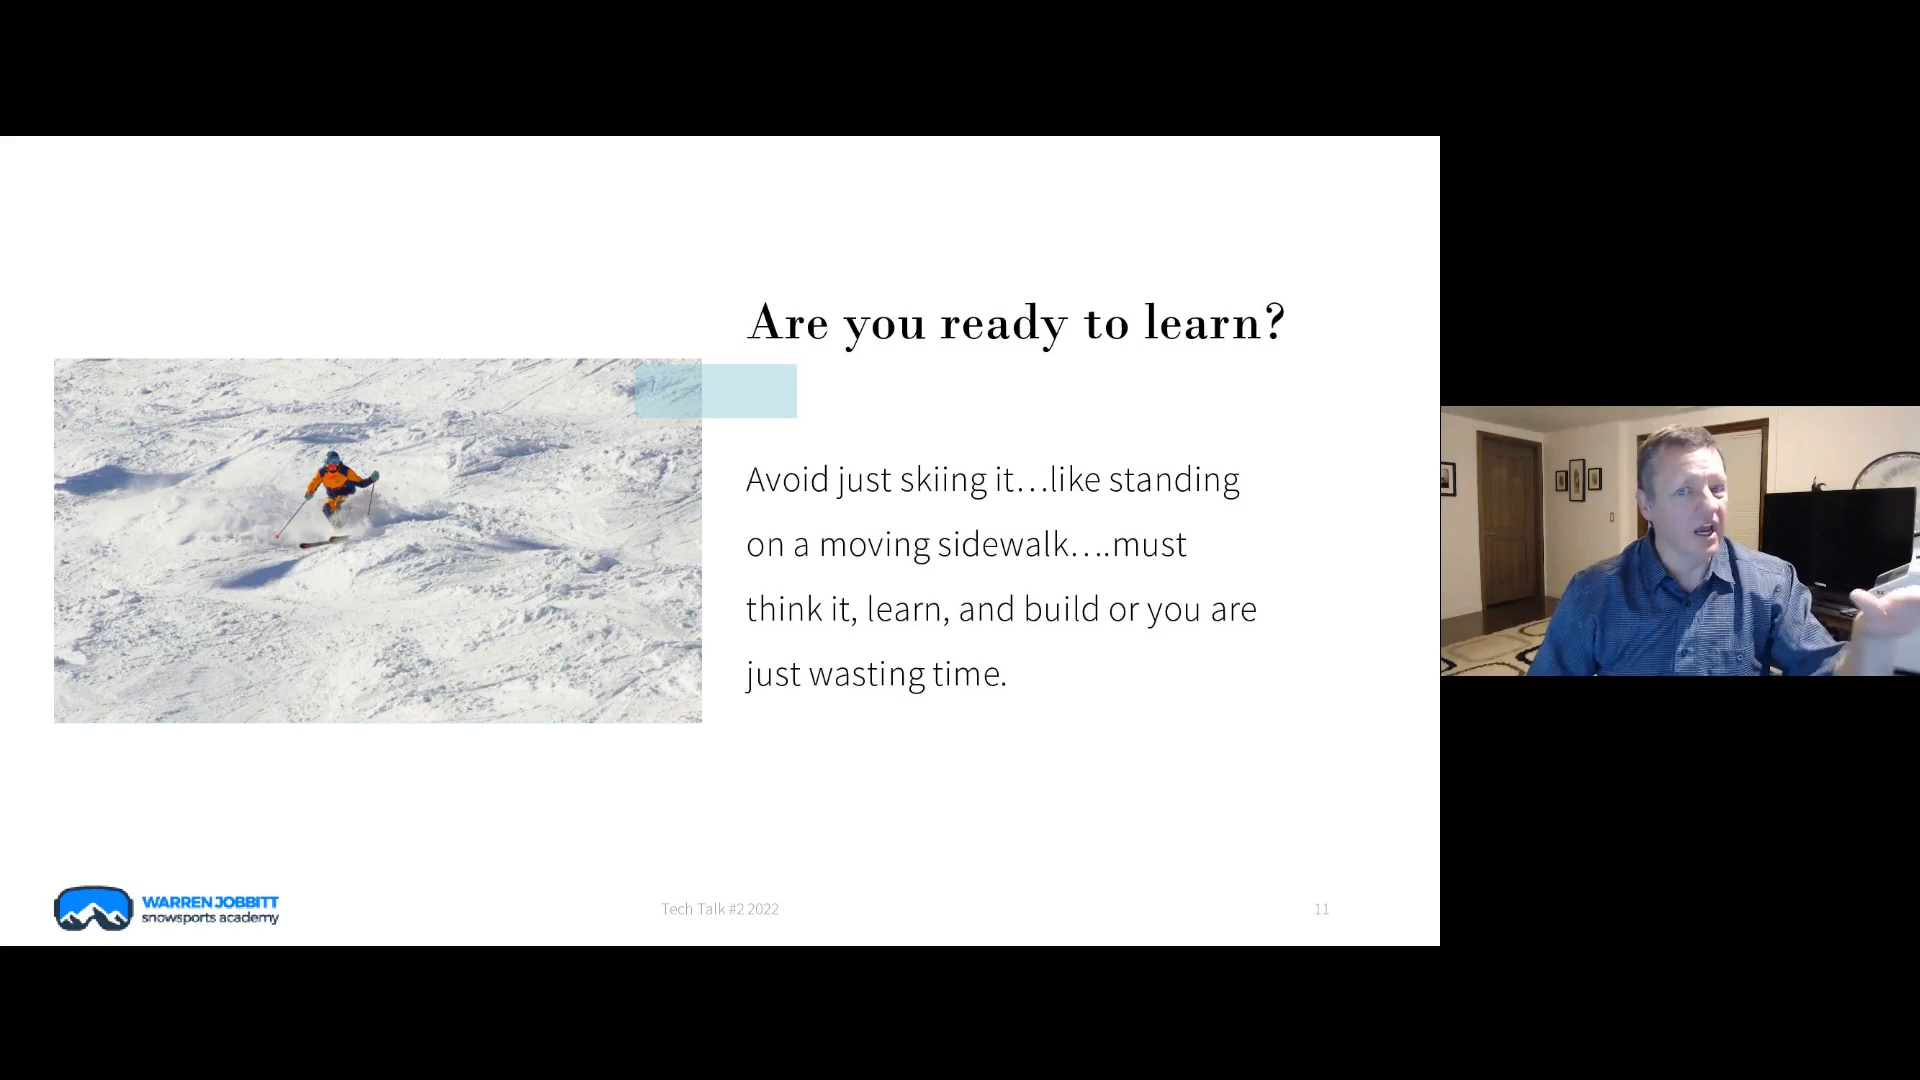 Are you ready to learn?
Avoid just skiing it…like standing
on a moving sidewalk….must
think it, learn, and build or you are
just wasting time.
WARREN JOBBITT
snowsports academy
Tech Talk #2 2022
11